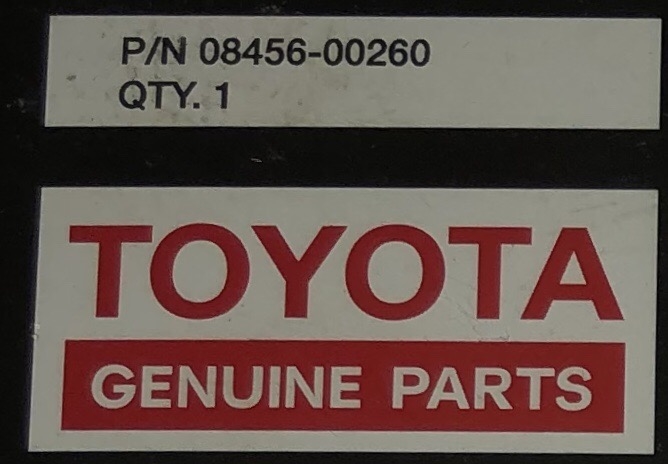 P/N 08456-00260
QTY. 1
TOYOTA
GENUINE PARTS